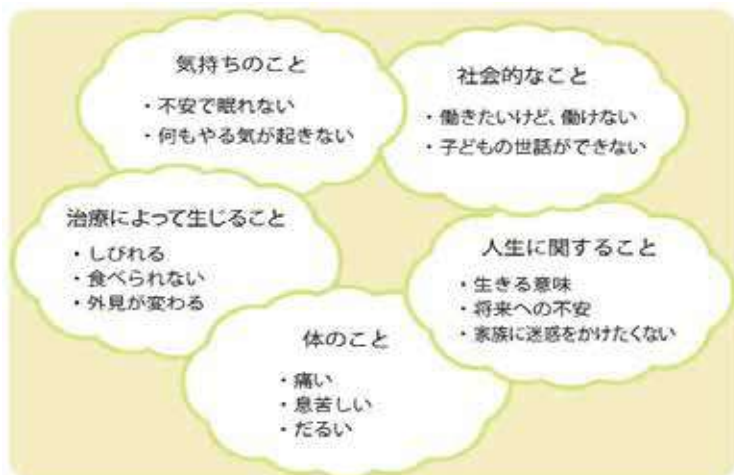 気持ちのこと
・不安で眠れない
・何もやる気が起きない
社会的なこと
・働きたいけど、働けない
・子どもの世話ができない
治療によって生じること
・しびれる
・食べられない
・外見が変わる
人生に関すること
・生きる意味
・将来への不安
・家族に迷惑をかけたくない
体のこと
・痛い
・息苦しい
・だるい